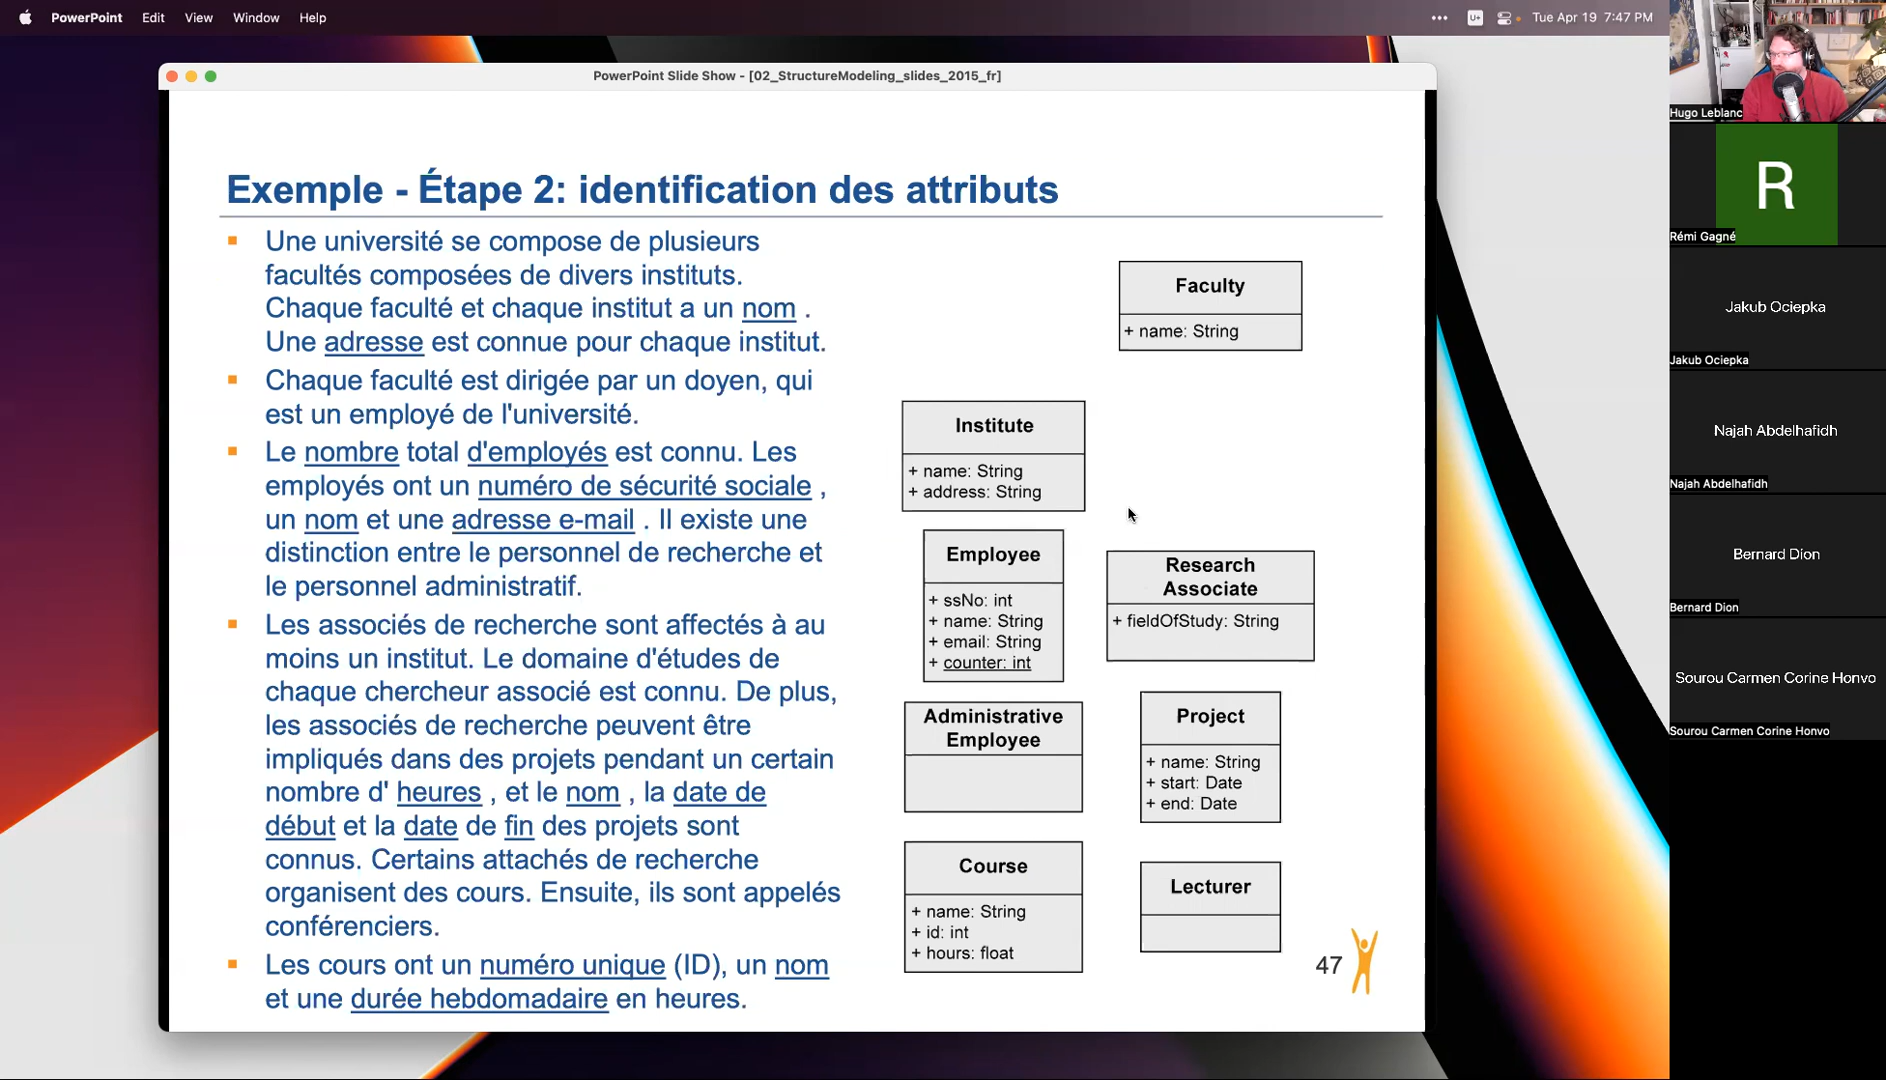 PowerPoint Edit View Window Help
U+
Tue Apr 19 7:47 PM
PowerPoint Slide Show - [02_StructureModeling_slides_2015_fr]
Exemple - Étape 2: identification des attributs
Une université se compose de plusieurs
facultés composées de divers instituts.
Chaque faculté et chaque institut a un nom .
Une adresse est connue pour chaque institut.
Chaque faculté est dirigée par un doyen, qui
est un employé de l'université.
Le nombre total d'employés est connu. Les
employés ont un numéro de sécurité sociale ,
un nom et une adresse e-mail . Il existe une
distinction entre le personnel de recherche et
le personnel administratif.
Les associés de recherche sont affectés à au
moins un institut. Le domaine d'études de
chaque chercheur associé est connu. De plus,
les associés de recherche peuvent être
impliqués dans des projets pendant un certain
nombre d' heures , et le nom , la date de
début et la date de fin des projets sont
connus. Certains attachés de recherche
organisent des cours. Ensuite, ils sont appelés
conférenciers.
Les cours ont un numéro unique (ID), un nom
et une durée hebdomadaire en heures.
Faculty
+ name: String
Institute
+ name: String
+ address: String
Employee
+ ssNo: int
+ name: String
+ email: String
+ counter: int
Research
Associate
+ fieldOfStudy: String
Administrative
Employee
Project
+ name: String
+ start: Date
+ end: Date
Course
+ name: String
+ id: int
+ hours: float
Lecturer
47
Hugo Leblanc
R
Rémi Gagné
Jakub Ociepka
Jakub Ociepka
Najah Abdelhafidh
Najah Abdelhafidh
Bernard Dion
Bernard Dion
Sourou Carmen Corine Honvo
Sourou Carmen Corine Honvo